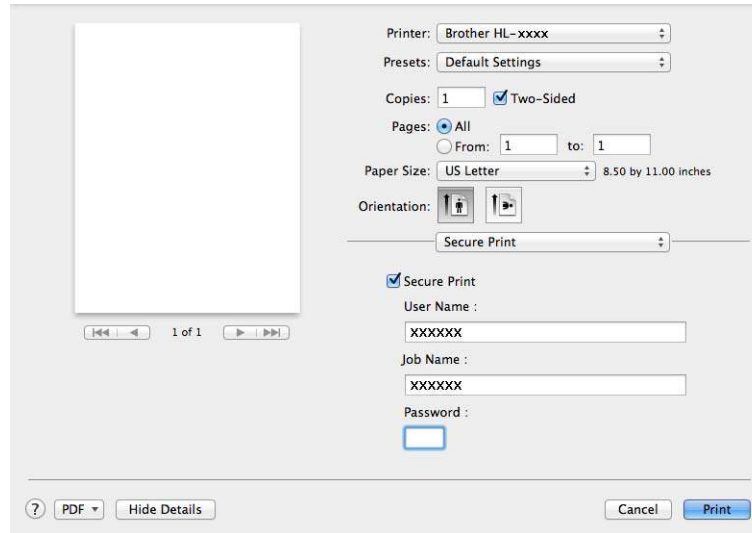 Printer: Brother HL-xxxx
Presets: Default Settings
Copies: 1 Two-Sided
Pages: All
From: 1 to: 1
Paper Size: US Letter 8.50 by 11.00 inches
Orientation:
Secure Print
Secure Print
User Name :
XXXXXX
Job Name :
XXXXXX
Password :
1 of 1
? PDF Hide Details Cancel Print